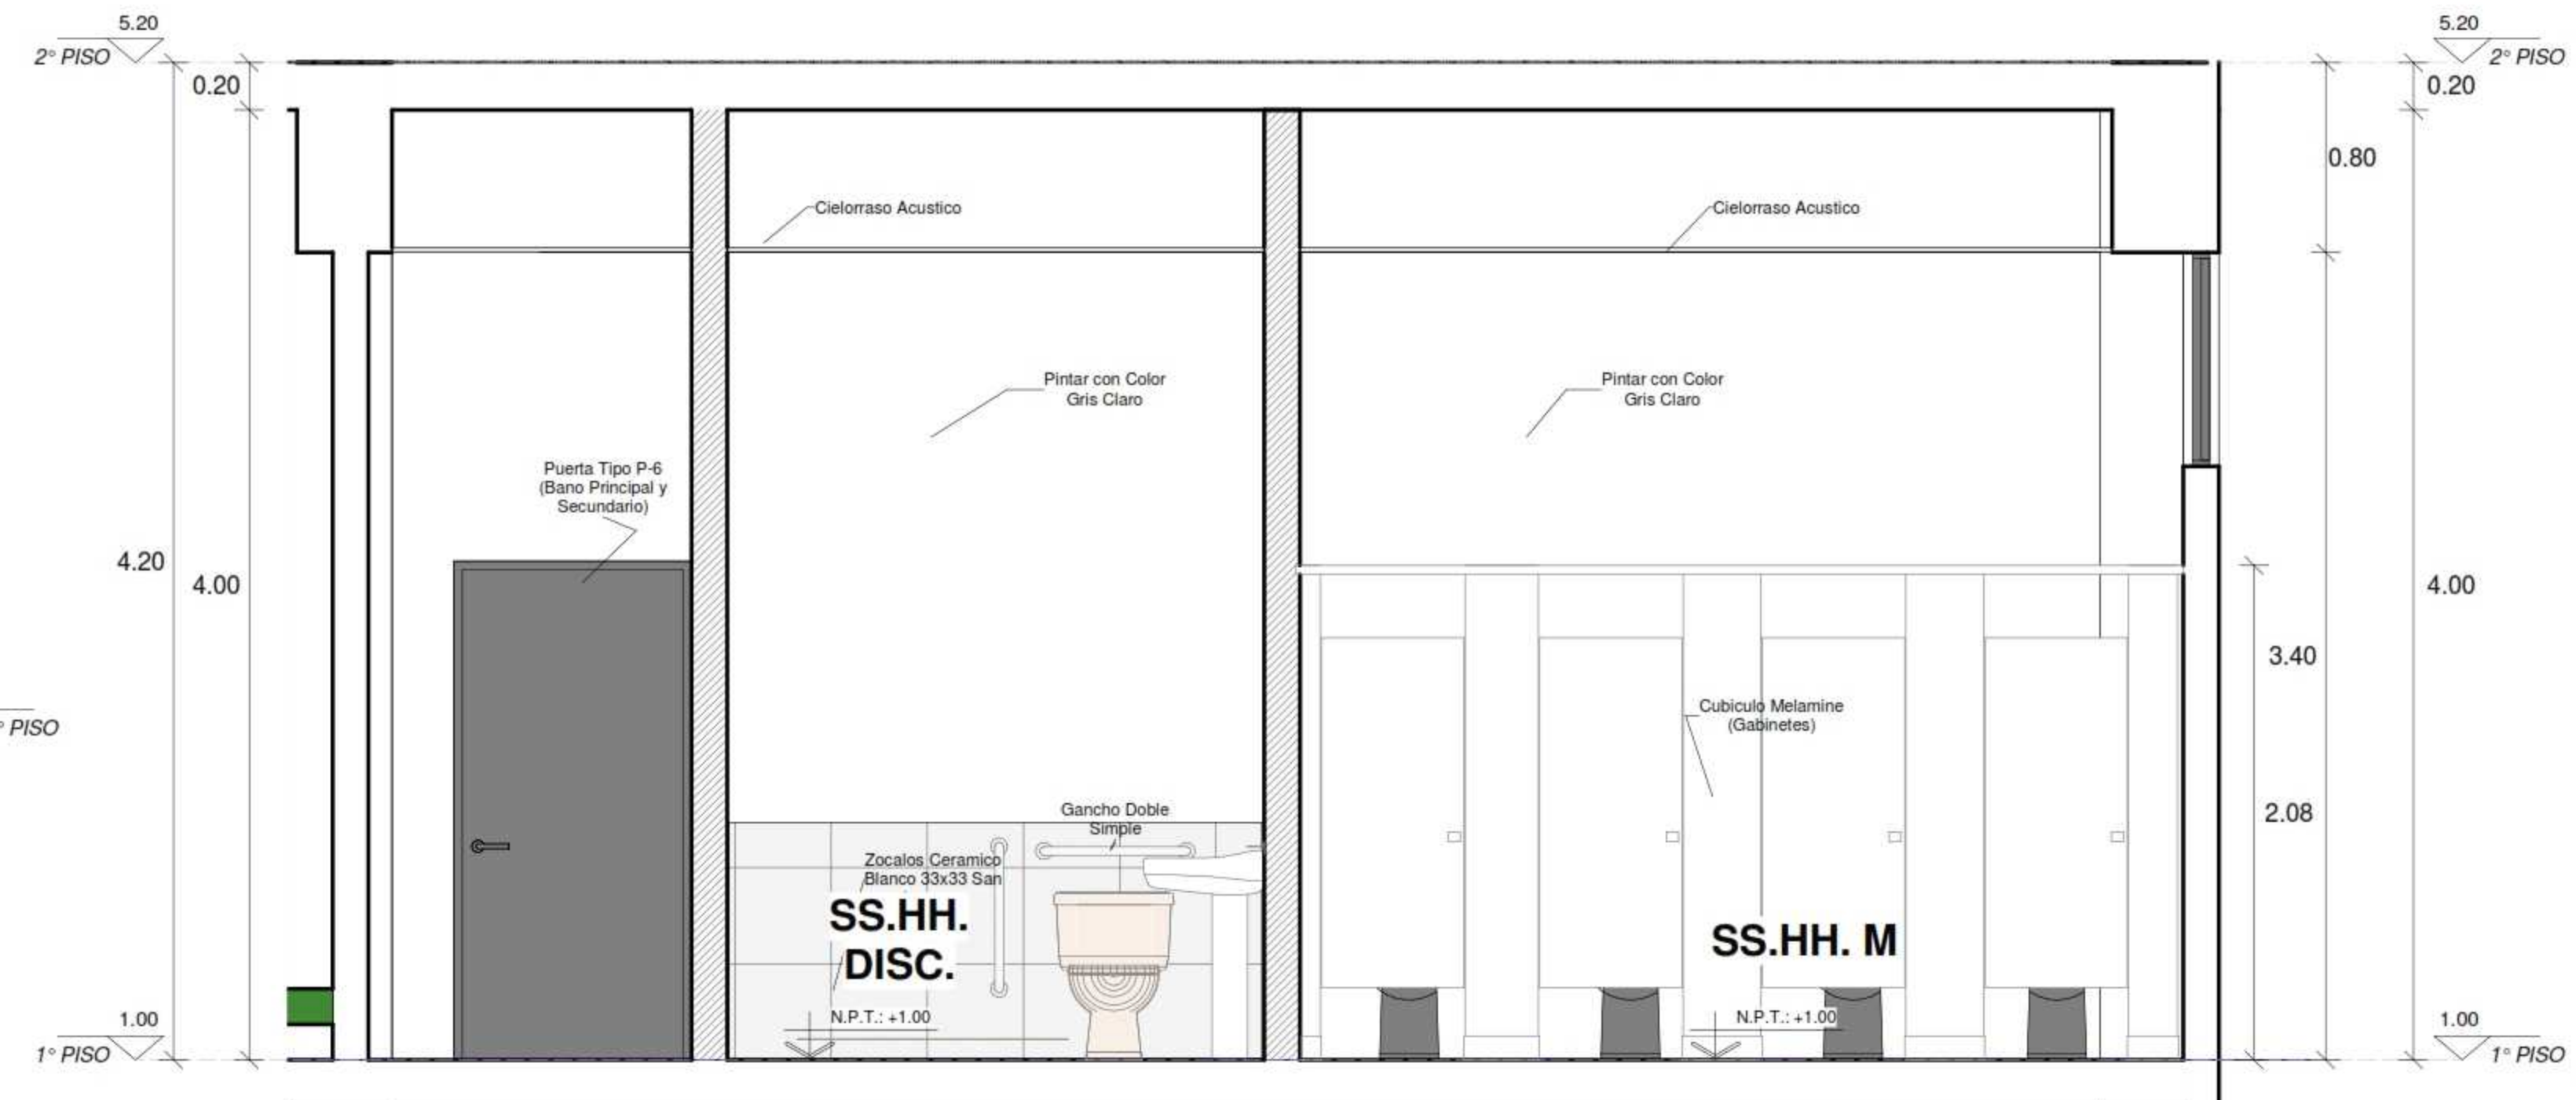 5.20
2° PISO
0.20
5.20
2° PISO
0.20
0.80
Cielorraso Acustico
Cielorraso Acustico
Pintar con Color
Gris Claro
Pintar con Color
Gris Claro
Puerta Tipo P-6
(Bano Principal y
Secundario)
4.20
4.00
4.00
3.40
2.08
° PISO
Cubiculo Melamine
(Gabinetes)
Gancho Doble
Simple
Zocalos Ceramico
Blanco 33x33 San
SS.HH.
DISC.
SS.HH. M
N.P.T.: +1.00
N.P.T.: +1.00
1.00
1° PISO
1.00
1° PISO